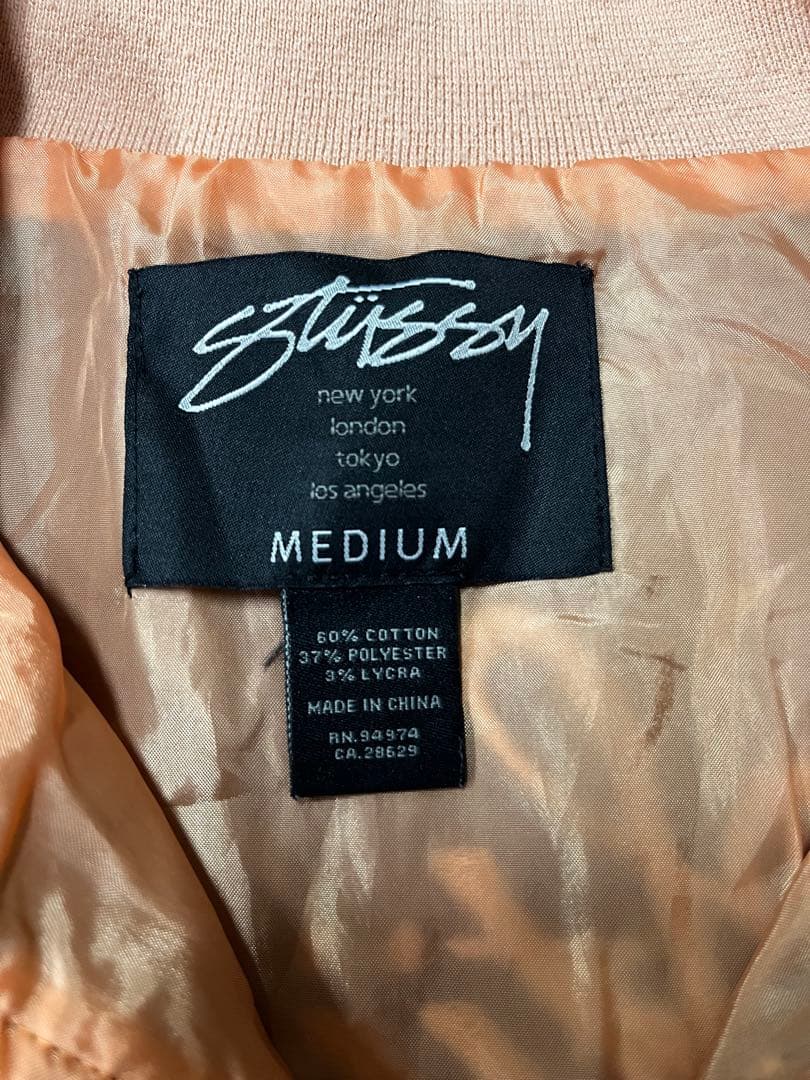 stüssy
new york
london
tokyo
los angeles
MEDIUM
60% COTTON
37% POLYESTER
3% LYCRA
MADE IN CHINA
RN.94974
CA.28629